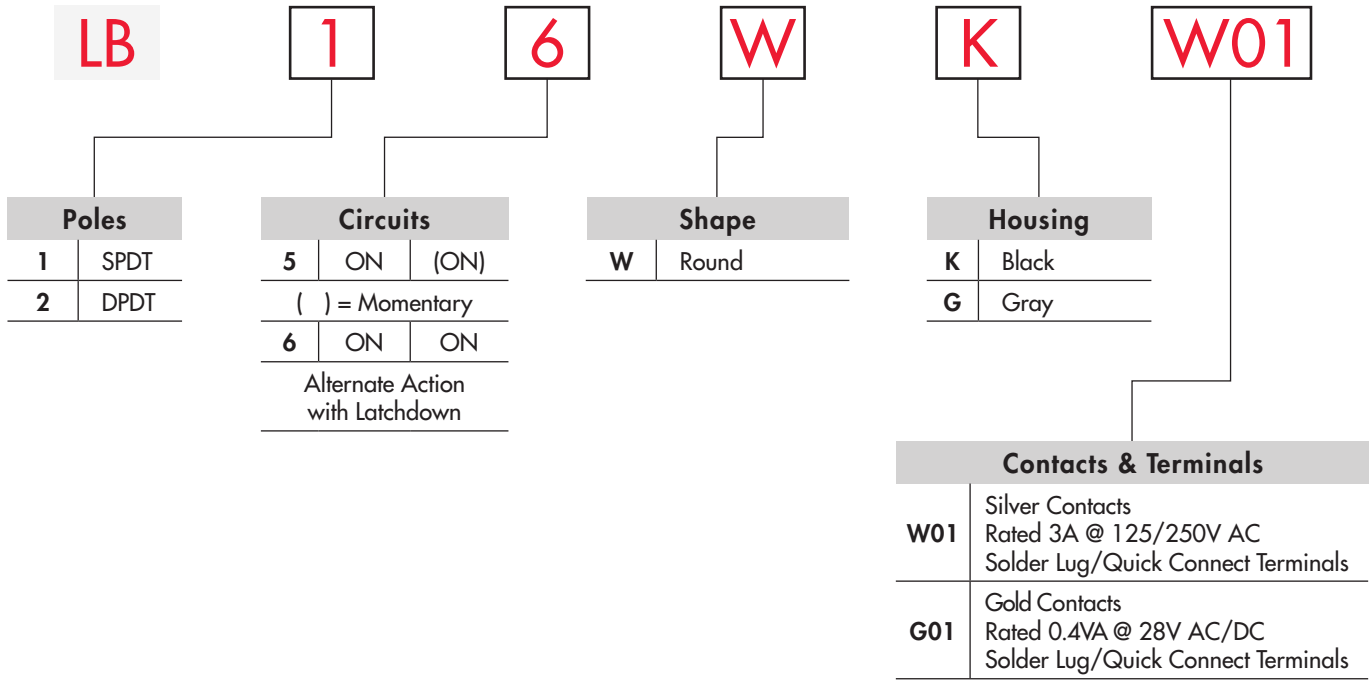 LB 1 6 W K W01
Poles
1 SPDT
2 DPDT
Circuits
5 ON (ON)
( ) = Momentary
6 ON ON
Alternate Action
with Latchdown
Shape
W Round
Housing
K Black
G Gray
Contacts & Terminals
Silver Contacts
W01 Rated 3A @ 125/250V AC
Solder Lug/Quick Connect Terminals
Gold Contacts
G01 Rated 0.4VA @ 28V AC/DC
Solder Lug/Quick Connect Terminals